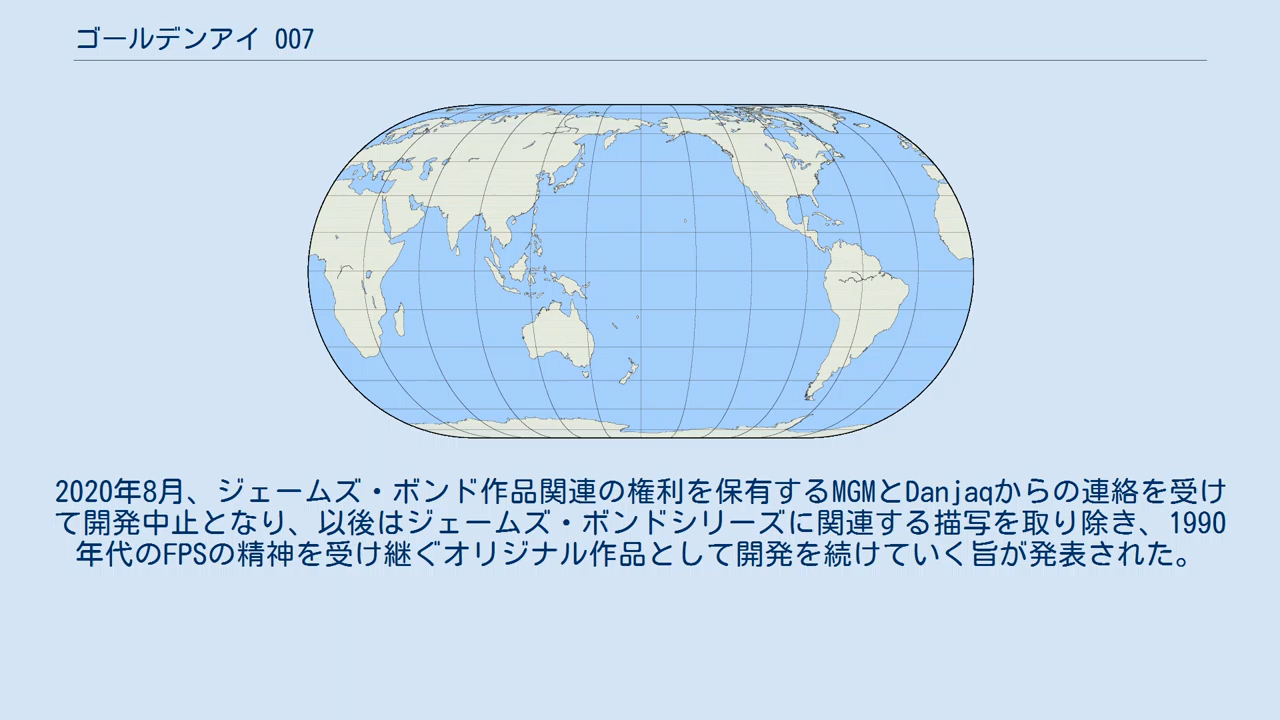 ゴールデンアイ 007
2020年8月、ジェームズ・ボンド作品関連の権利を保有するMGMとDanjaqからの連絡を受け
て開発中止となり、以後はジェームズ・ボンドシリーズに関連する描写を取り除き、1990
年代のFPSの精神を受け継ぐオリジナル作品として開発を続けていく旨が発表された。